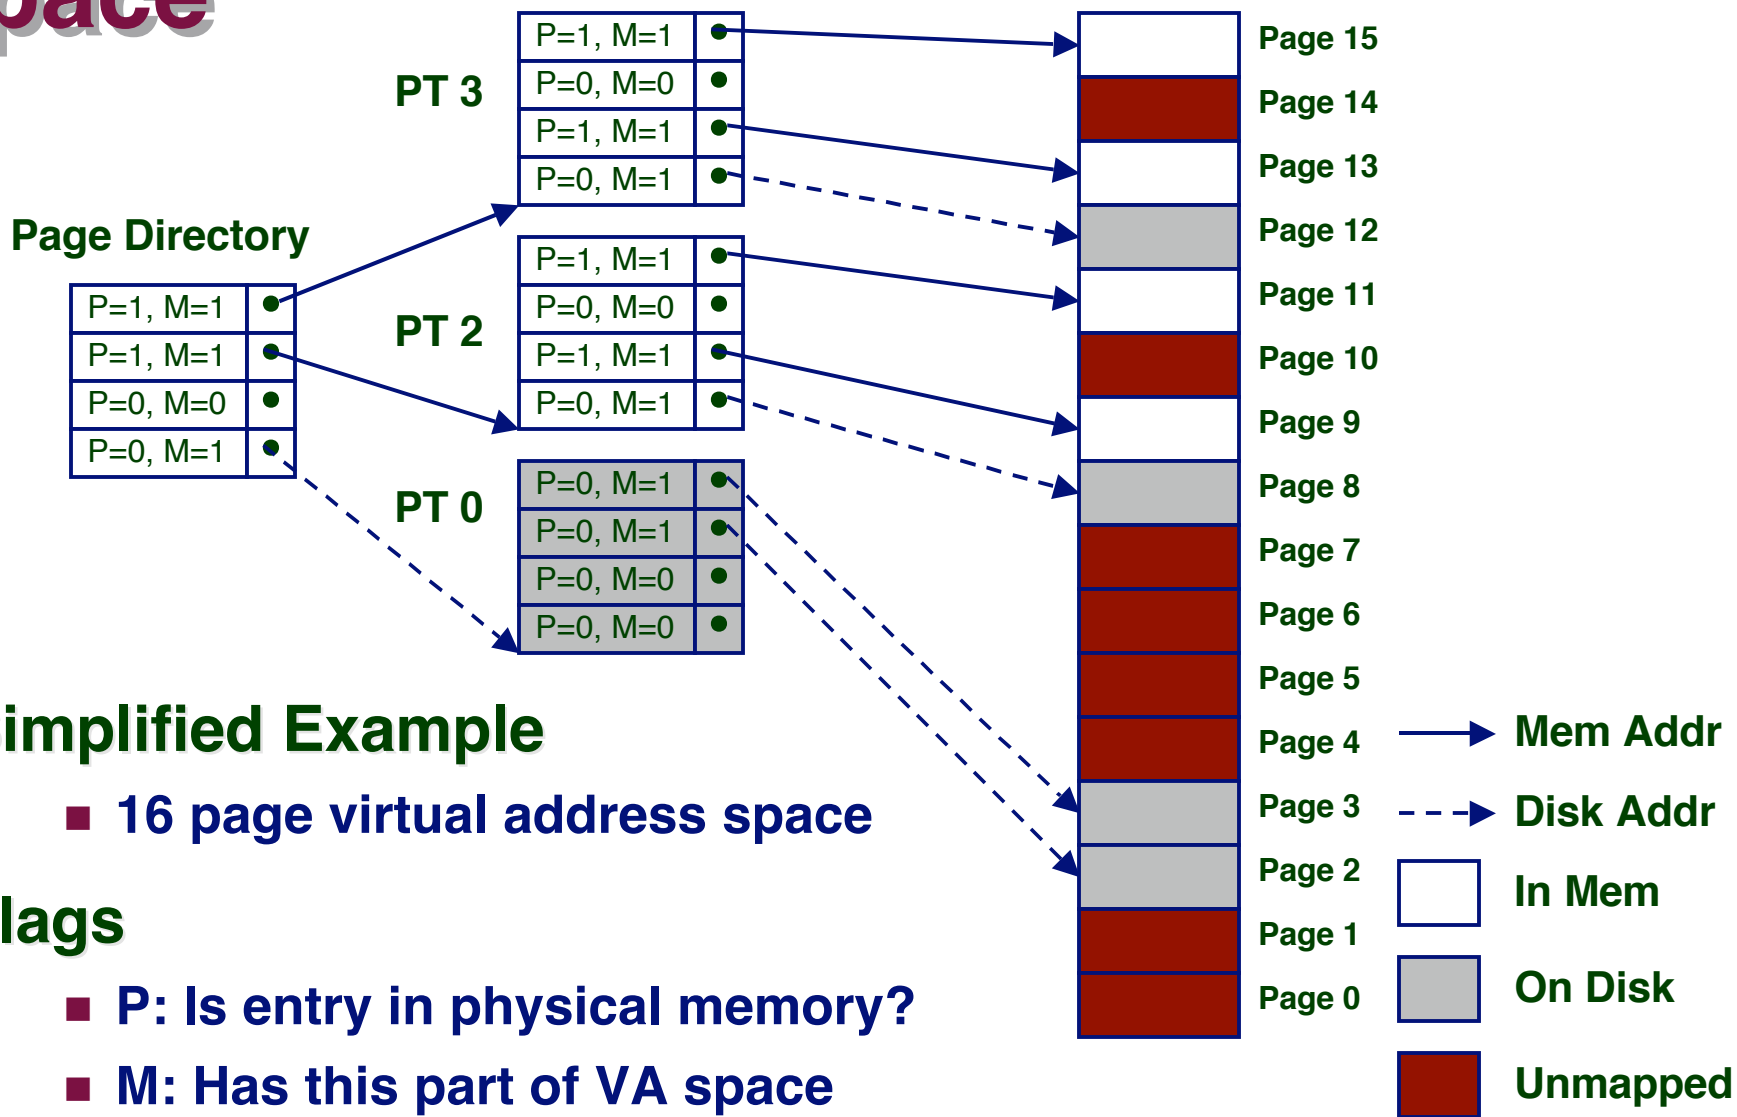 pace
P=1, M=1
PT 3
P=0, M=0
P=1, M=1
P=0, M=1
Page Directory
P=1, M=1
P=1, M=1
P=0, M=0
P=0, M=1
PT 2
P=1, M=1
P=0, M=0
P=1, M=1
P=0, M=1
PT 0
P=0, M=1
P=0, M=1
P=0, M=0
P=0, M=0
Page 15
Page 14
Page 13
Page 12
Page 11
Page 10
Page 9
Page 8
Page 7
Page 6
Page 5
Page 4
Page 3
Page 2
Page 1
Page 0
Mem Addr
Disk Addr
In Mem
On Disk
Unmapped
implified Example
■ 16 page virtual address space
lags
■ P: Is entry in physical memory?
■ M: Has this part of VA space